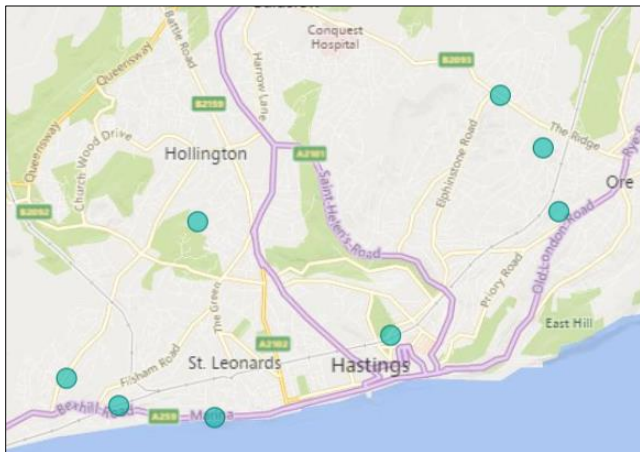 Conquest
Hospital
B2093
Battle Road
Queensway
Harrow Lane
B2159
Church Wood Drive
Queensway
Hollington
A2101
Elphinstone Road
The Ridge
Ore
Saint Helen's Road
B2092
Old London Road
Priory Road
The Green
East Hill
A2102
Filsham Road
St. Leonards
Hastings
Bexhill Road
A259
Marina